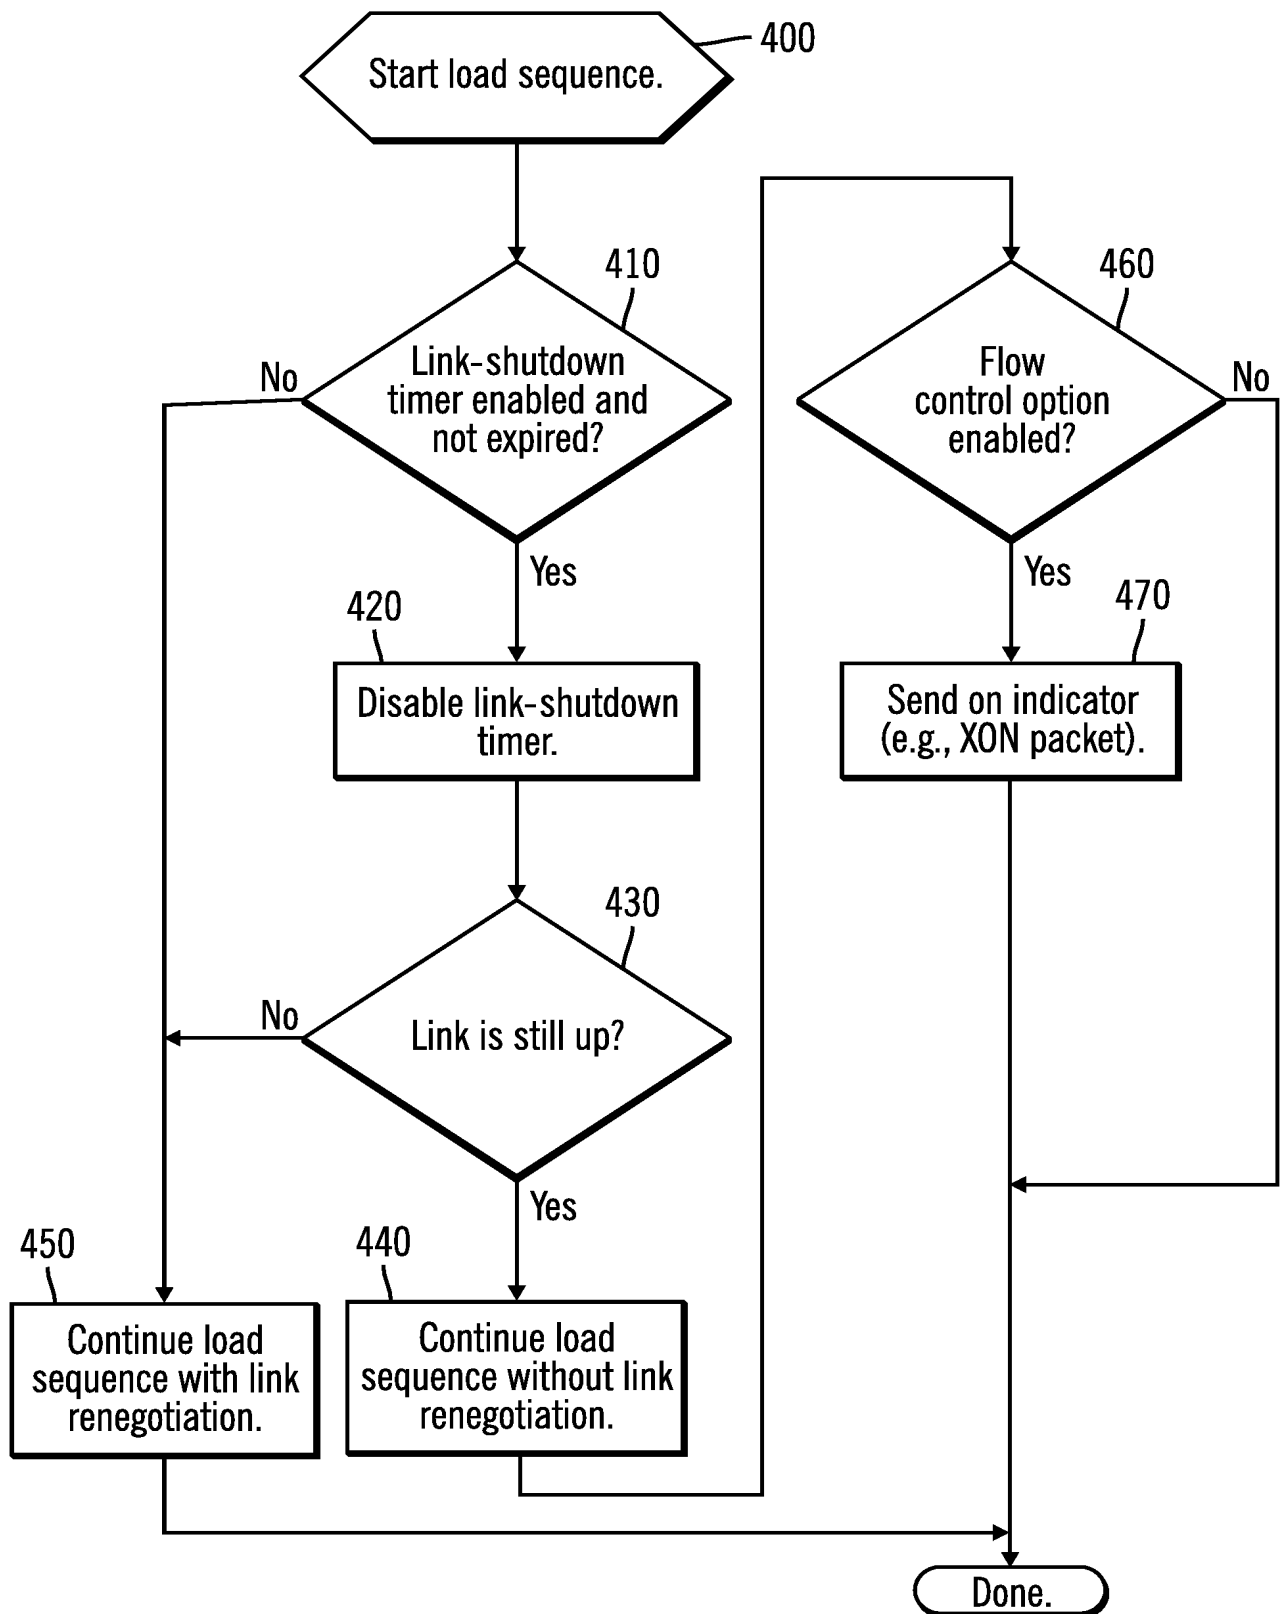 400
Start load sequence.
410
Link-shutdown
timer enabled and
not expired?
No
Yes
420
Disable link-shutdown
timer.
430
Link is still up?
No
Yes
450
Continue load
sequence with link
renegotiation.
440
Continue load
sequence without link
renegotiation.
460
Flow
control option
enabled?
No
Yes
470
Send on indicator
(e.g., XON packet).
Done.